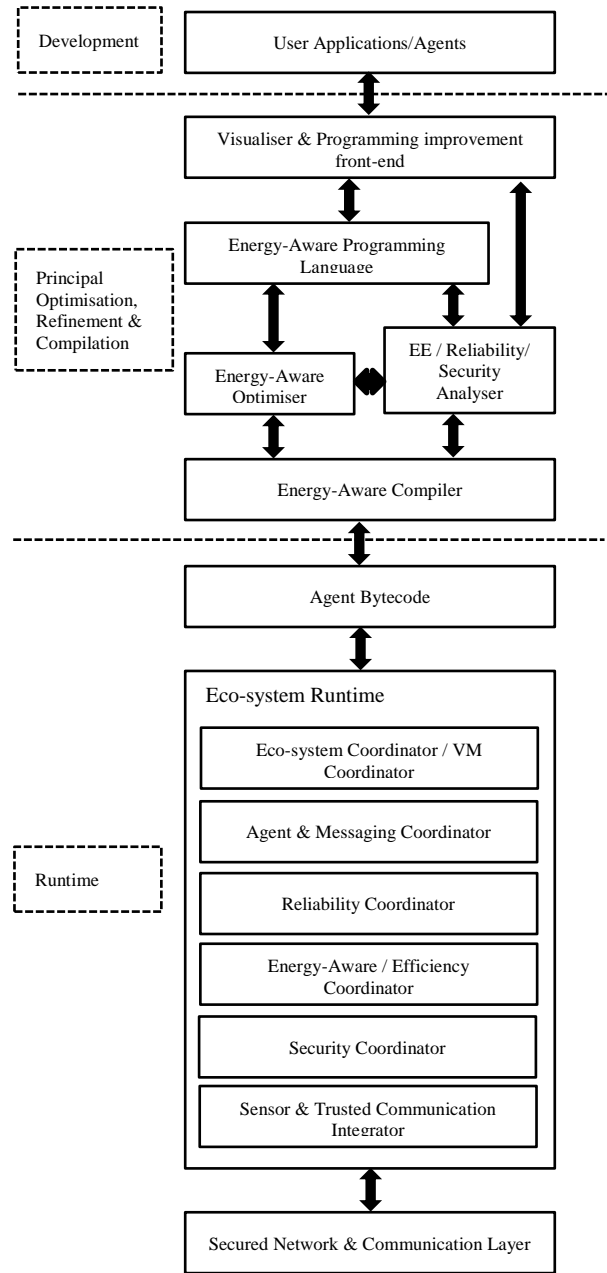 Development
User Applications/Agents
Visualiser & Programming improvement
front-end
Energy-Aware Programming
Language
Principal
Optimisation,
Refinement &
Compilation
Energy-Aware
Optimiser
EE / Reliability/
Security
Analyser
Energy-Aware Compiler
Agent Bytecode
Eco-system Runtime
Eco-system Coordinator / VM
Coordinator
Agent & Messaging Coordinator
Runtime
Reliability Coordinator
Energy-Aware / Efficiency
Coordinator
Security Coordinator
Sensor & Trusted Communication
Integrator
Secured Network & Communication Layer